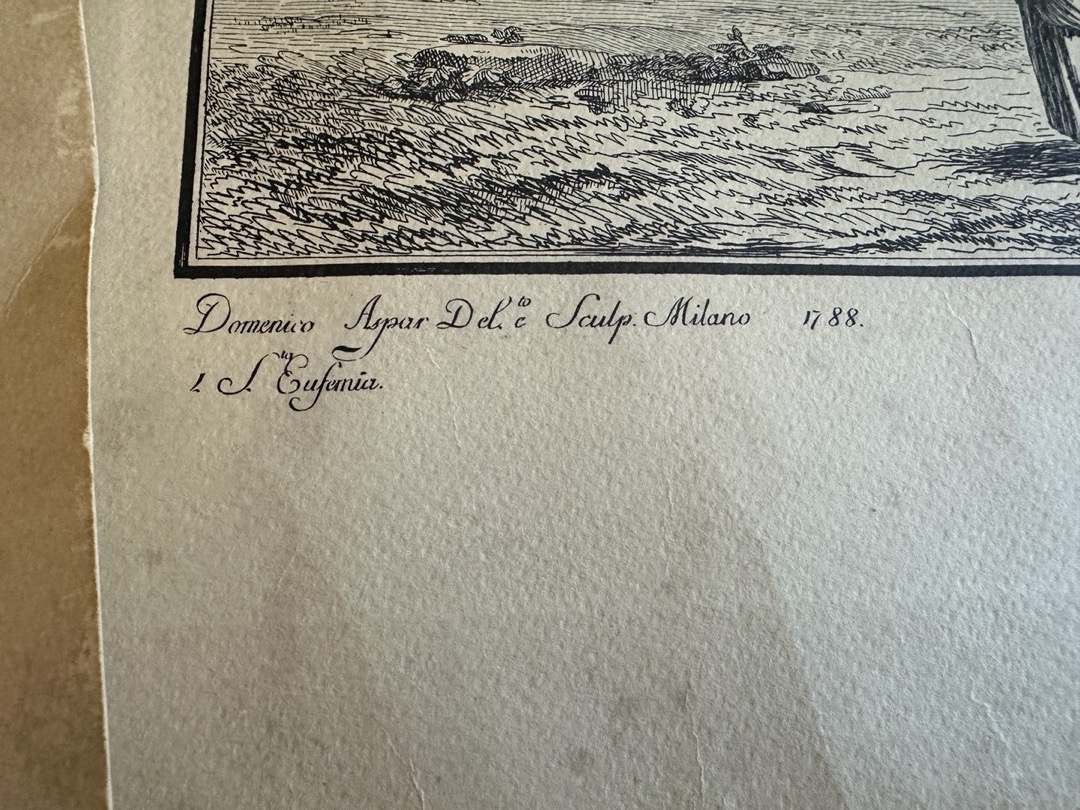 Domenico Aspar Del.to e Sculp. Milano 1788.
1 S.ta Eufemia.